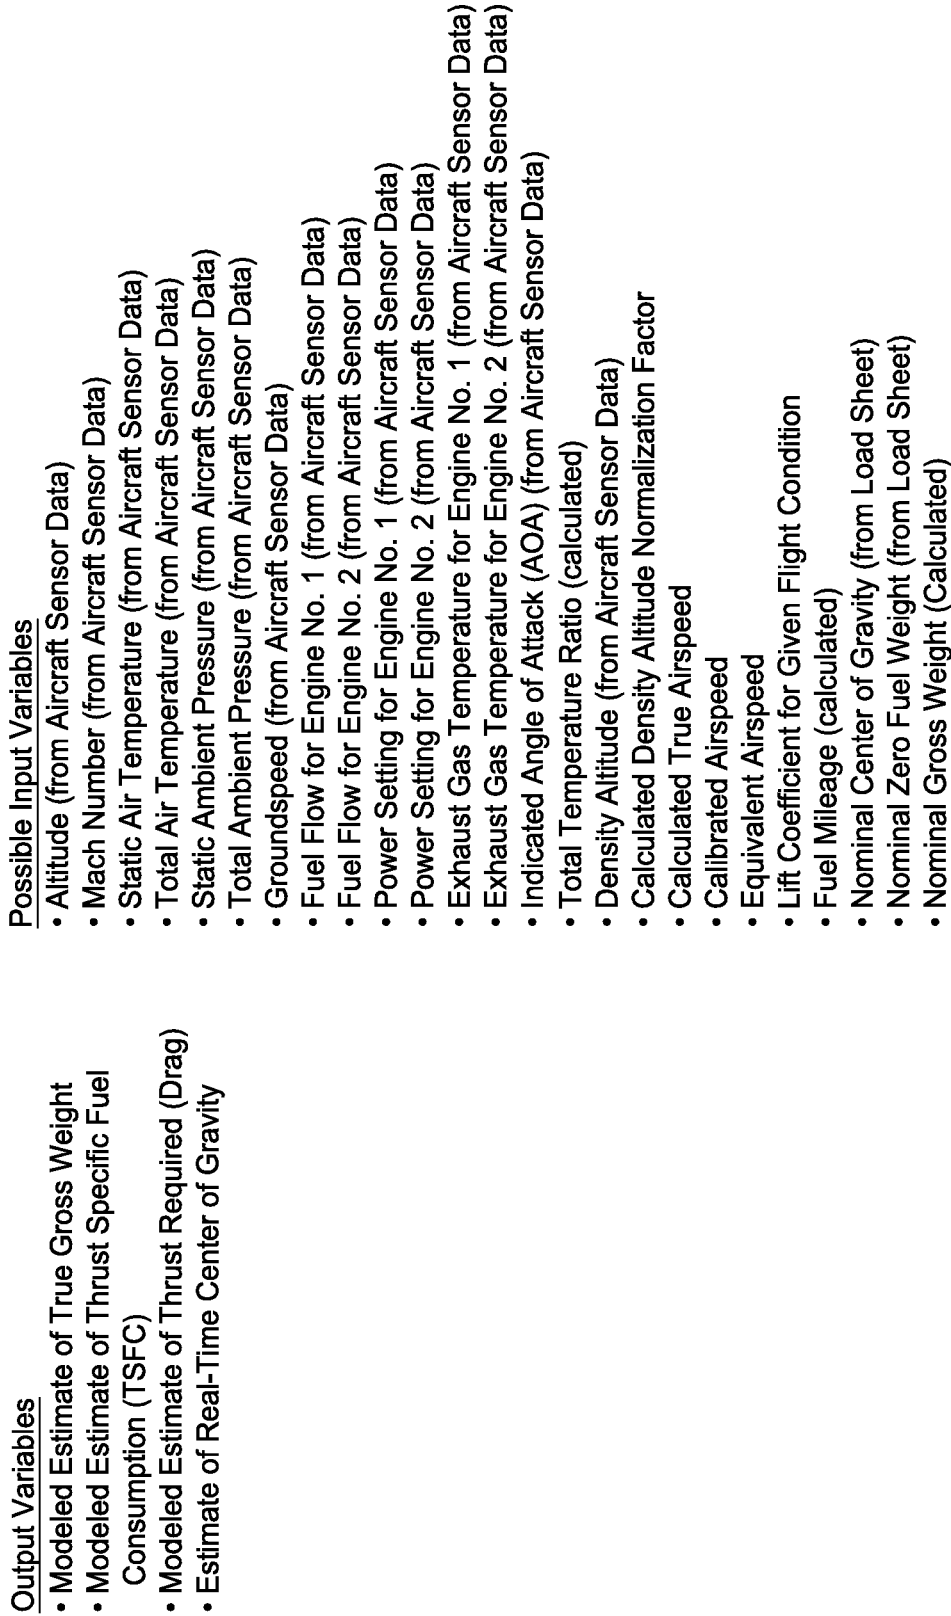 Output Variables
• Modeled Estimate of True Gross Weight
• Modeled Estimate of Thrust Specific Fuel
Consumption (TSFC)
• Modeled Estimate of Thrust Required (Drag)
• Estimate of Real-Time Center of Gravity
Possible Input Variables
• Altitude (from Aircraft Sensor Data)
• Mach Number (from Aircraft Sensor Data)
• Static Air Temperature (from Aircraft Sensor Data)
• Total Air Temperature (from Aircraft Sensor Data)
• Static Ambient Pressure (from Aircraft Sensor Data)
• Total Ambient Pressure (from Aircraft Sensor Data)
• Groundspeed (from Aircraft Sensor Data)
• Fuel Flow for Engine No. 1 (from Aircraft Sensor Data)
• Fuel Flow for Engine No. 2 (from Aircraft Sensor Data)
• Power Setting for Engine No. 1 (from Aircraft Sensor Data)
• Power Setting for Engine No. 2 (from Aircraft Sensor Data)
• Exhaust Gas Temperature for Engine No. 1 (from Aircraft Sensor Data)
• Exhaust Gas Temperature for Engine No. 2 (from Aircraft Sensor Data)
• Indicated Angle of Attack (AOA) (from Aircraft Sensor Data)
• Total Temperature Ratio (calculated)
• Density Altitude (from Aircraft Sensor Data)
• Calculated Density Altitude Normalization Factor
• Calculated True Airspeed
• Calibrated Airspeed
• Equivalent Airspeed
• Lift Coefficient for Given Flight Condition
• Fuel Mileage (calculated)
• Nominal Center of Gravity (from Load Sheet)
• Nominal Zero Fuel Weight (from Load Sheet)
• Nominal Gross Weight (Calculated)